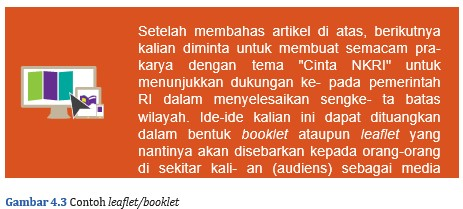 Setelah membahas artikel di atas, berikutnya
kalian diminta untuk membuat semacam pra-
karya dengan tema "Cinta NKRI" untuk
menunjukkan dukungan ke- pada pemerintah
RI dalam menyelesaikan sengke- ta batas
wilayah. Ide-ide kalian ini dapat dituangkan
dalam bentuk booklet ataupun leaflet yang
nantinya akan disebarkan kepada orang-orang
di sekitar kali- an (audiens) sebagai media
Gambar 4.3 Contoh leaflet/booklet